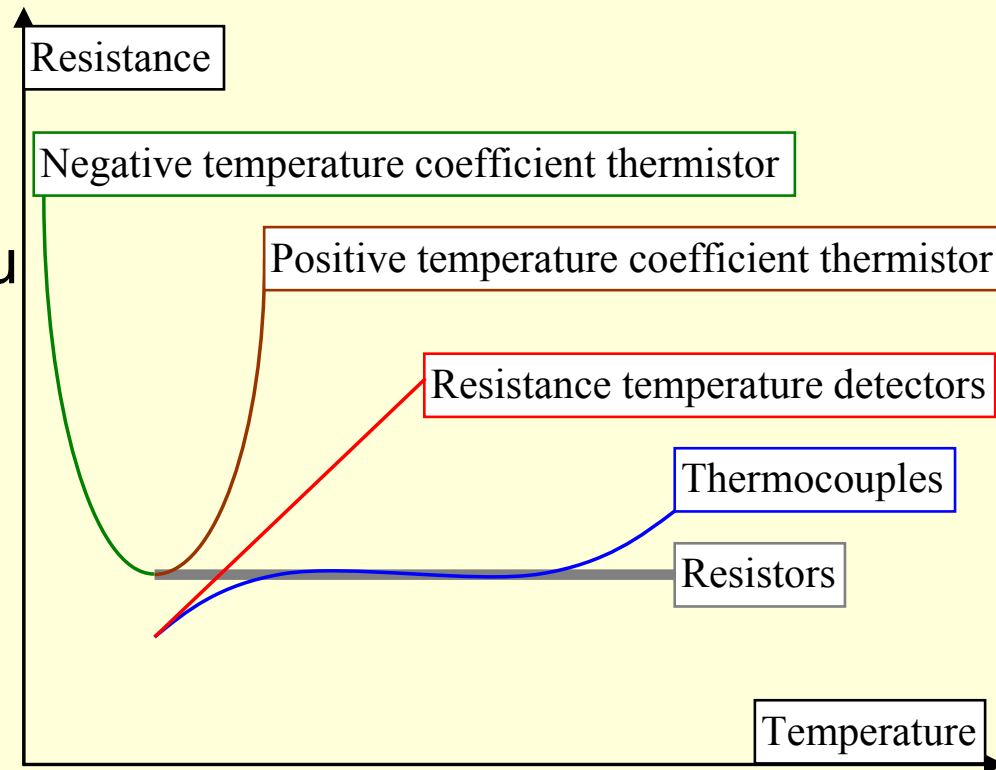 Resistance
Negative temperature coefficient thermistor
u
Positive temperature coefficient thermistor
Resistance temperature detectors
Thermocouples
Resistors
Temperature